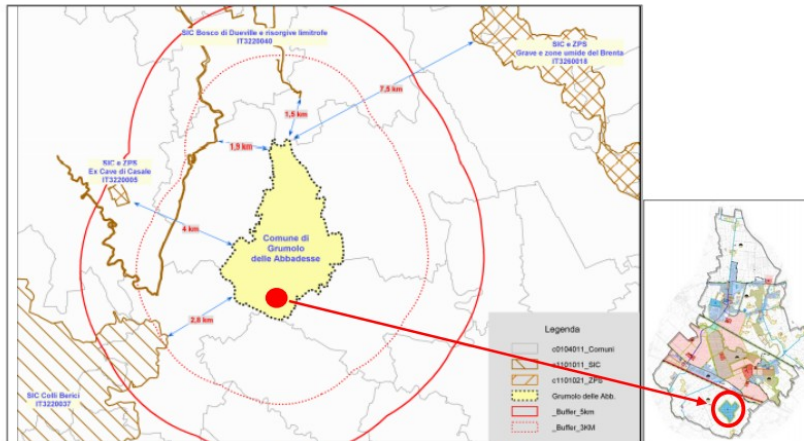 SIC Bosco di Dueville e risorgive limitrofe
IT3220040
SIC e ZPS
Grave e zone umide del Brenta
IT3260018
7,5 km
1,5 km
1,9 km
SIC e ZPS
Ex Cave di Casale
IT3220005
4 km
Comune di
Grumolo
delle Abbadesse
2,8 km
SIC Colli Berici
IT3220037
Legenda
c0104011_Comuni
c1101011_SIC
c1101021_ZPS
Grumolo delle Abb.
_Buffer_5km
_Buffer_3KM